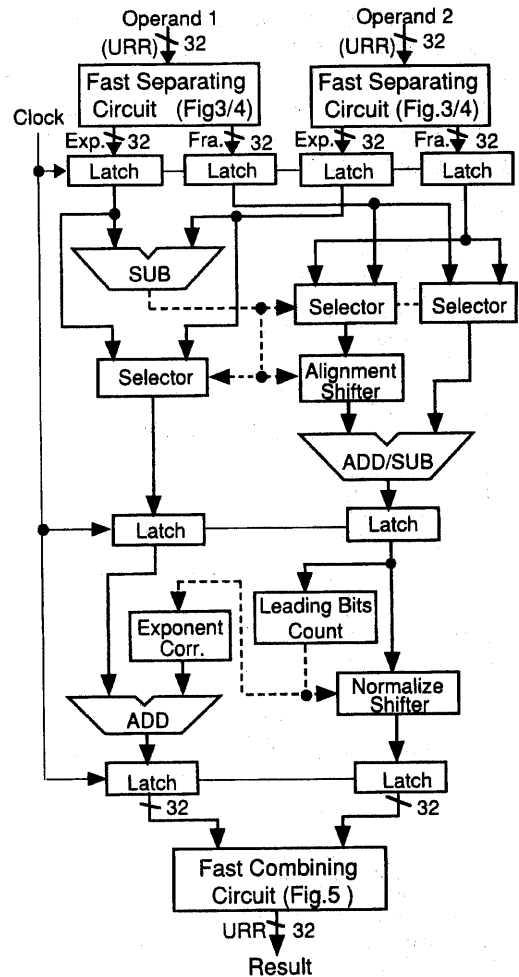 Operand 1
Operand 2
(URR) 32
(URR) 32
Fast Separating
Circuit (Fig3/4)
Fast Separating
Circuit (Fig.3/4)
Clock
Exp. 32
Fra. 32
Exp. 32
Fra. 32
Latch
Latch
Latch
Latch
SUB
Selector
Selector
Selector
Alignment
Shifter
ADD/SUB
Latch
Latch
Leading Bits
Count
Exponent
Corr.
Normalize
Shifter
ADD
Latch
Latch
32
32
Fast Combining
Circuit (Fig.5 )
URR 32
Result